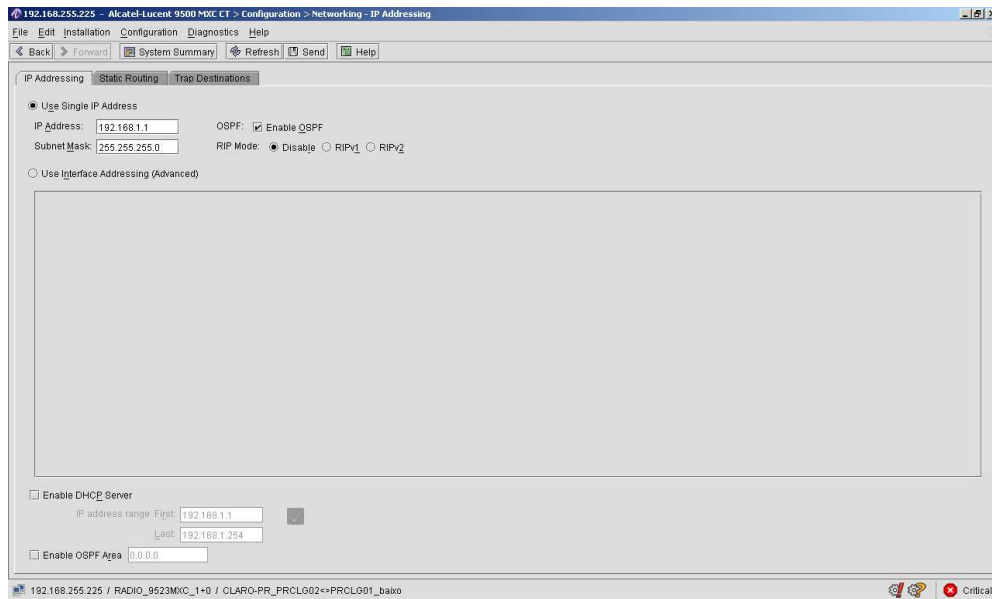 192.168.255.225 - Alcatel-Lucent 9500 MXC CT > Configuration > Networking - IP Addressing
File Edit Installation Configuration Diagnostics Help
Back Forward System Summary Refresh Send Help
IP Addressing Static Routing Trap Destinations
Use Single IP Address
IP Address: 192.168.1.1 OSPF: Enable OSPF
Subnet Mask: 255.255.255.0 RIP Mode: Disable RIPv1 RIPv2
Use Interface Addressing (Advanced)
Enable DHCP Server
IP address range: First 192.168.1.1
Last 192.168.1.254
Enable OSPF Area 0.0.0.0
192.168.255.225 / RADIO_9523MXC_1+0 / CLARO-PR_PRCLG02<>PRCLG01_baixo Critical